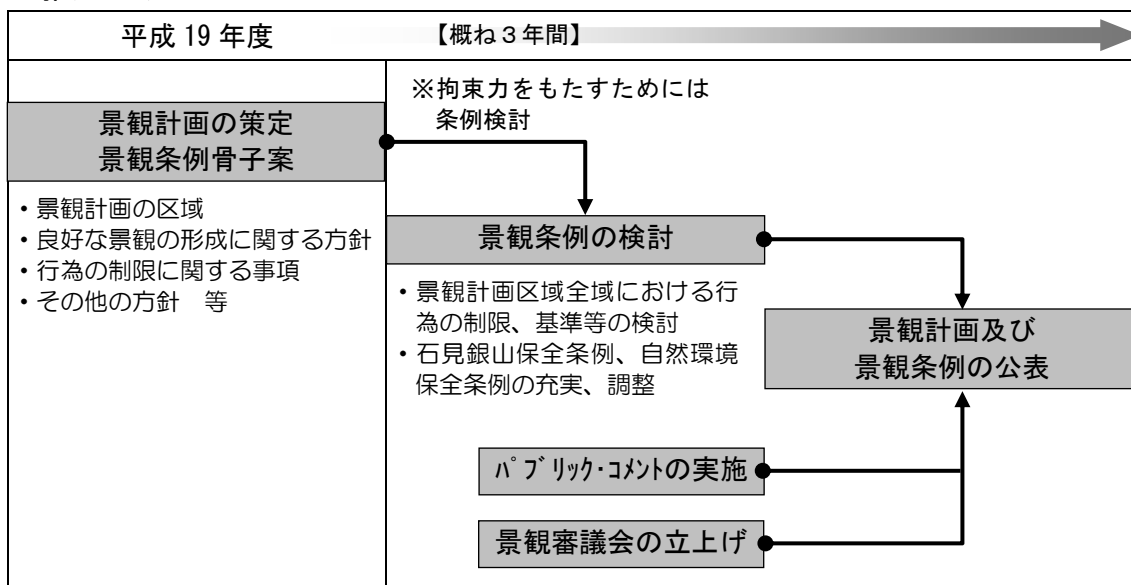 平成 19 年度
【概ね３年間】
※拘束力をもたすためには
条例検討
景観計画の策定
景観条例骨子案
・景観計画の区域
・良好な景観の形成に関する方針
・行為の制限に関する事項
・その他の方針　等
景観条例の検討
・景観計画区域全域における行
為の制限、基準等の検討
・石見銀山保全条例、自然環境
保全条例の充実、調整
景観計画及び
景観条例の公表
ﾊﾟﾌﾞﾘｯｸ･ｺﾒﾝﾄの実施
景観審議会の立上げ